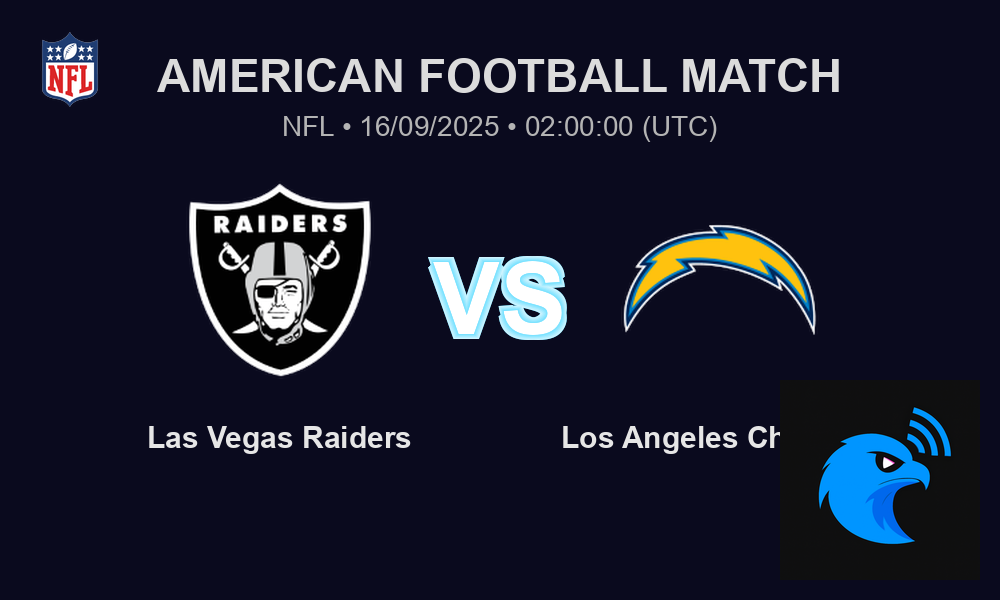 NFL
AMERICAN FOOTBALL MATCH
NFL • 16/09/2025 • 02:00:00 (UTC)
RAIDERS
VS
Las Vegas Raiders
Los Angeles Ch